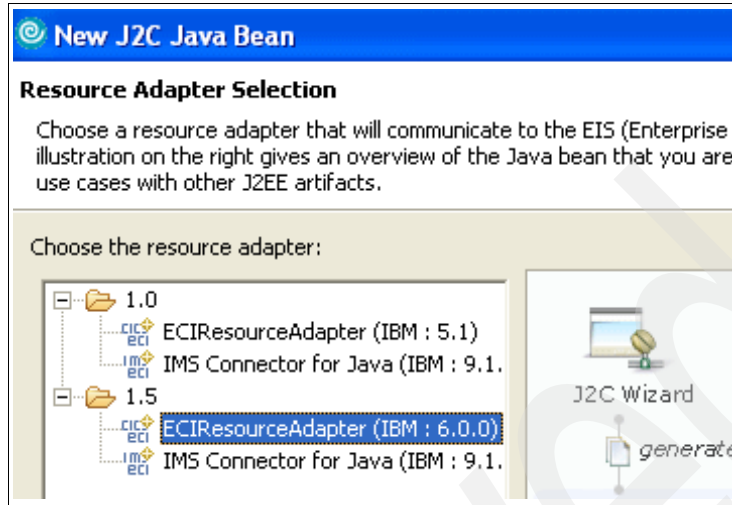 New J2C Java Bean
Resource Adapter Selection
Choose a resource adapter that will communicate to the EIS (Enterprise
illustration on the right gives an overview of the Java bean that you are
use cases with other J2EE artifacts.
Choose the resource adapter:
1.0
ECIResourceAdapter (IBM : 5.1)
IMS Connector for Java (IBM : 9.1.
1.5
ECIResourceAdapter (IBM : 6.0.0)
IMS Connector for Java (IBM : 9.1.
J2C Wizard
generate